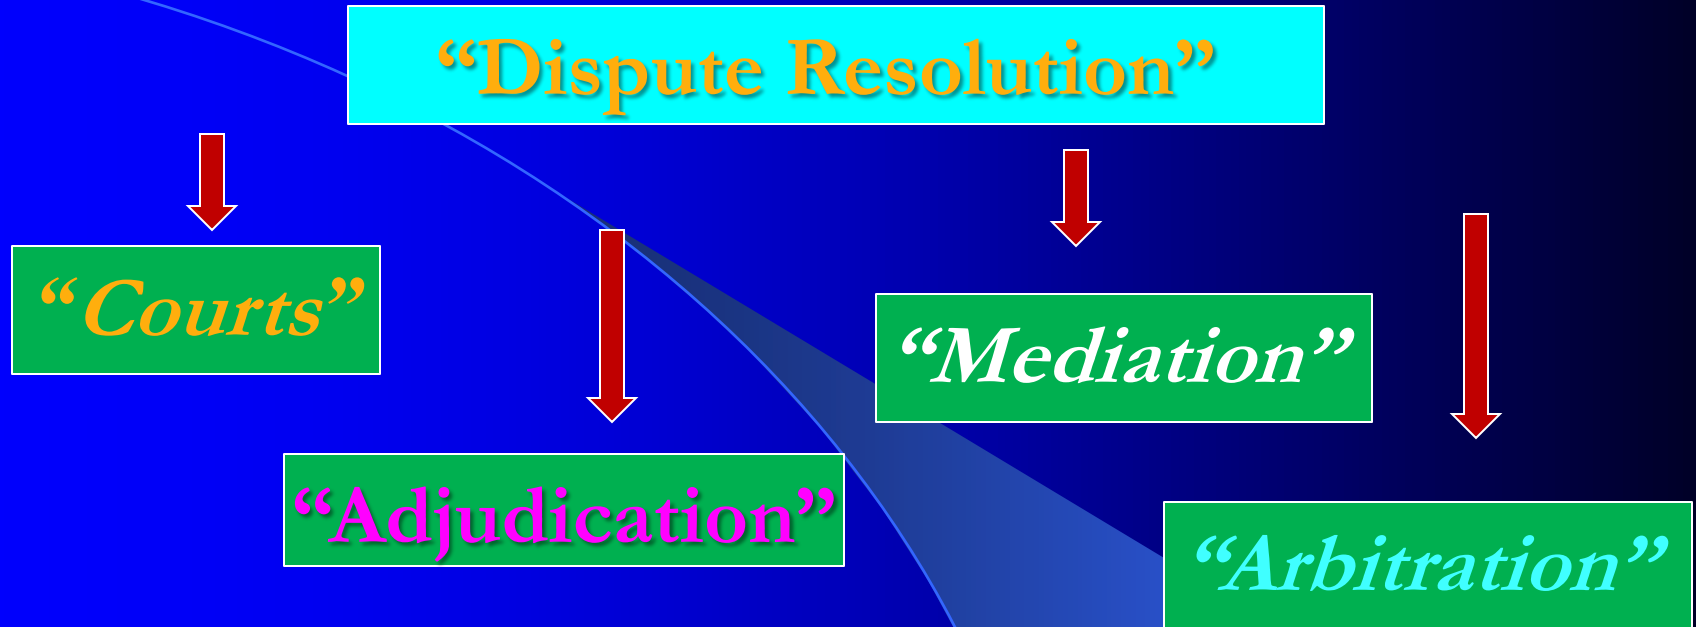 “Dispute Resolution”
“Courts”
“Mediation”
“Adjudication”
“Arbitration”